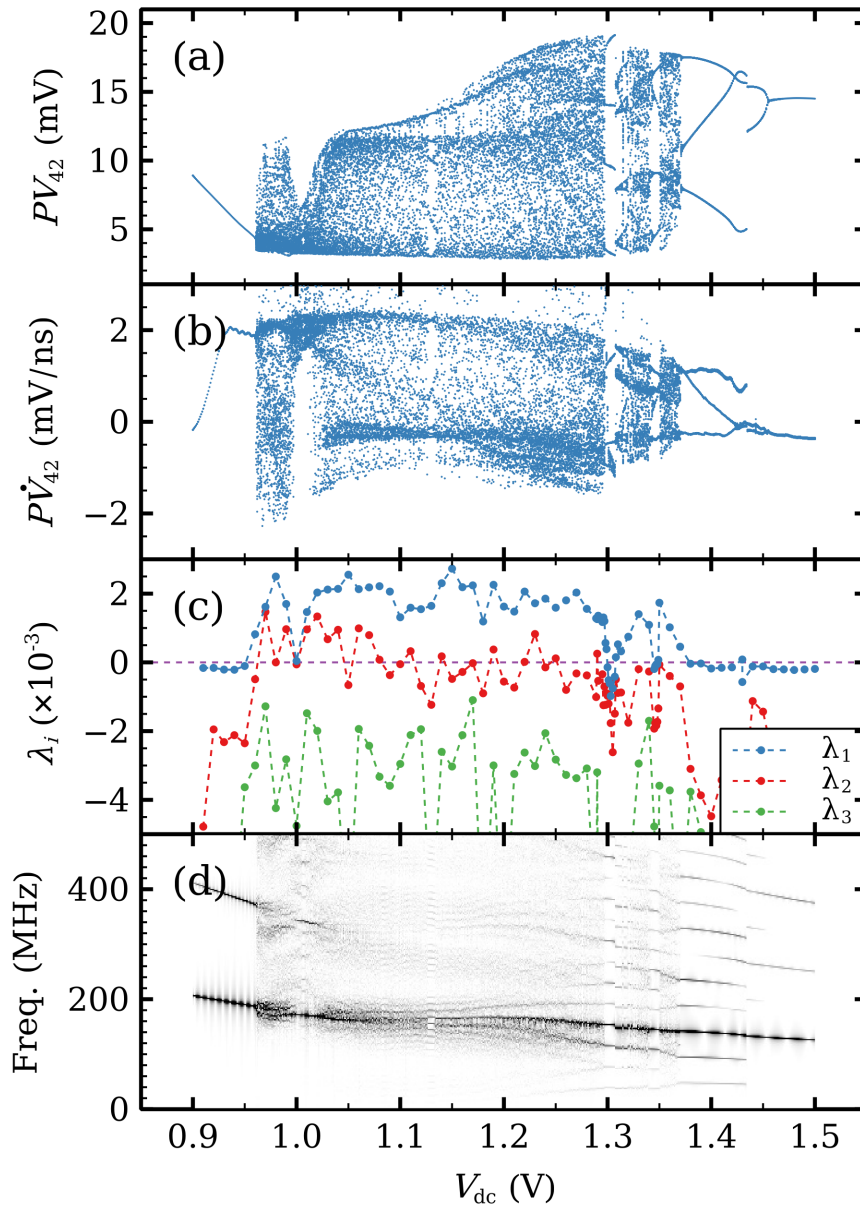 20
15
10
5
PV42 (mV)
(a)
2
0
−2
PV̇42 (mV/ns)
(b)
2
0
−2
−4
λi (×10-3)
(c)
λ1
λ2
λ3
400
200
0
Freq. (MHz)
(d)
0.9 1.0 1.1 1.2 1.3 1.4 1.5
Vdc (V)